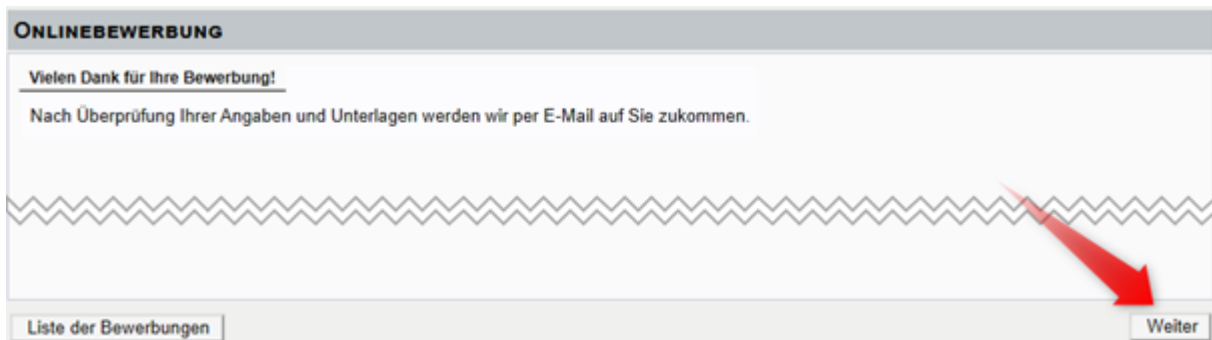 ONLINEBEWERBUNG
Vielen Dank für Ihre Bewerbung!
Nach Überprüfung Ihrer Angaben und Unterlagen werden wir per E-Mail auf Sie zukommen.
Liste der Bewerbungen
Weiter